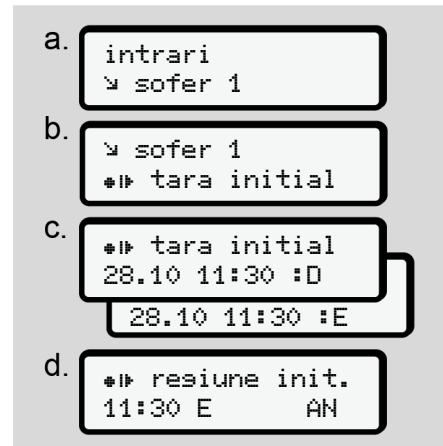 a.
intrari
↘ sofer 1
b.
↘ sofer 1
tara initial
c.
tara initial
28.10 11:30 :D
28.10 11:30 :E
d.
resiune init.
11:30 E AN